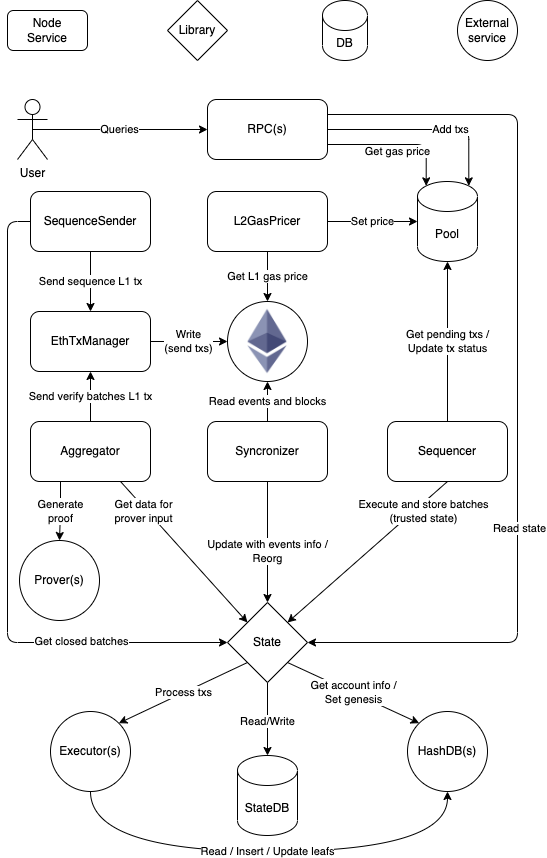 Node
Service
Library
DB
External
service
Queries
RPC(s)
Add txs
Get gas price
User
SequenceSender
L2GasPricer
Set price
Pool
Send sequence L1 tx
Get L1 gas price
EthTxManager
Write
(send txs)
Get pending txs /
Update tx status
Send verify batches L1 tx
Read events and blocks
Aggregator
Syncronizer
Sequencer
Generate
proof
Get data for
prover input
Execute and store batches
(trusted state)
Read state
Update with events info /
Reorg
Prover(s)
Get closed batches
State
Process txs
Get account info /
Set genesis
Read/Write
Executor(s)
HashDB(s)
StateDB
Read / Insert / Update leafs